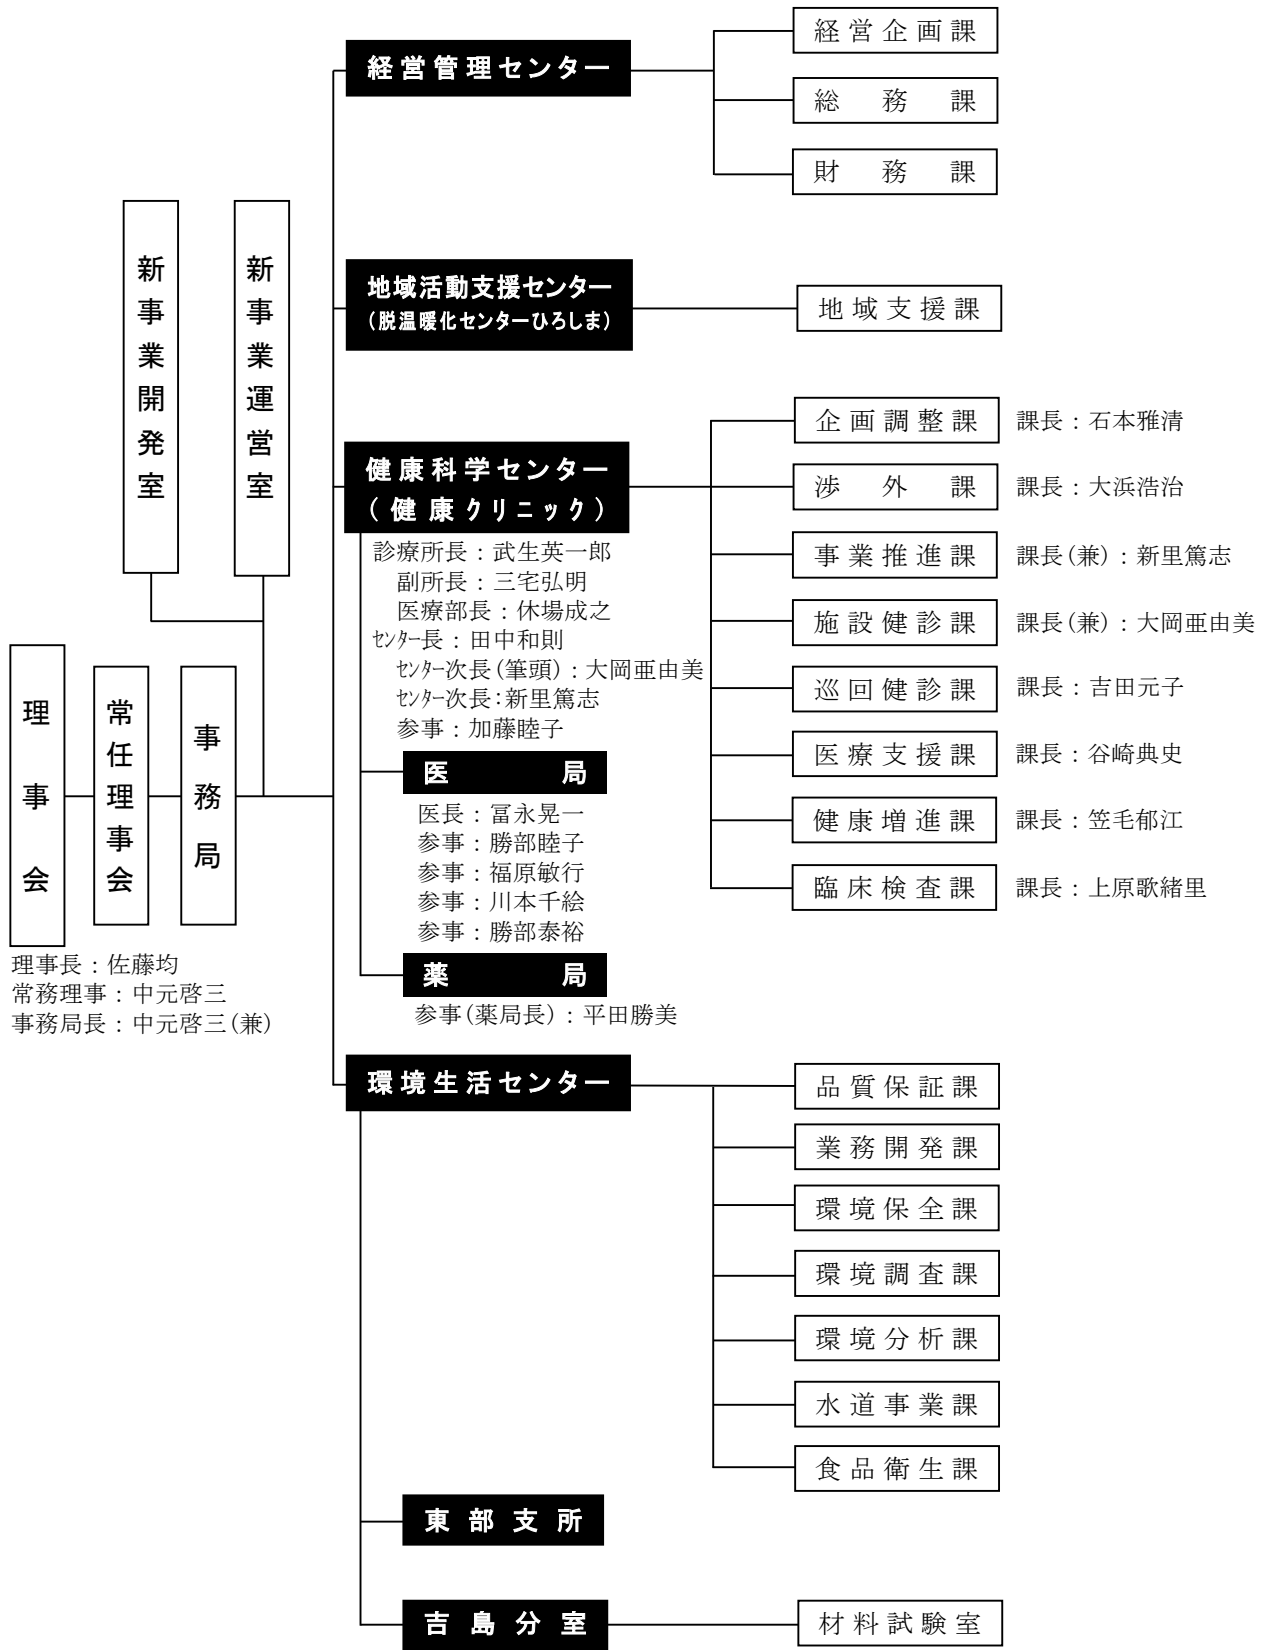 経営管理センター
経営企画課
総務課
財務課
新事業開発室
新事業運営室
地域活動支援センター
(脱温暖化センターひろしま)
地域支援課
健康科学センター
(健康クリニック)
診療所長：武生英一郎
副所長：三宅弘明
医療部長：休場成之
センター長：田中和則
センター次長(筆頭)：大岡亜由美
センター次長：新里篤志
参事：加藤睦子
医局
医長：冨永晃一
参事：勝部睦子
参事：福原敏行
参事：川本千絵
参事：勝部泰裕
薬局
参事(薬局長)：平田勝美
企画調整課 課長：石本雅清
渉外課 課長：大浜浩治
事業推進課 課長(兼)：新里篤志
施設健診課 課長(兼)：大岡亜由美
巡回健診課 課長：吉田元子
医療支援課 課長：谷崎典史
健康増進課 課長：笠毛郁江
臨床検査課 課長：上原歌緒里
理事会
常任理事会
事務局
理事長：佐藤均
常務理事：中元啓三
事務局長：中元啓三(兼)
環境生活センター
品質保証課
業務開発課
環境保全課
環境調査課
環境分析課
水道事業課
食品衛生課
東部支所
吉島分室
材料試験室